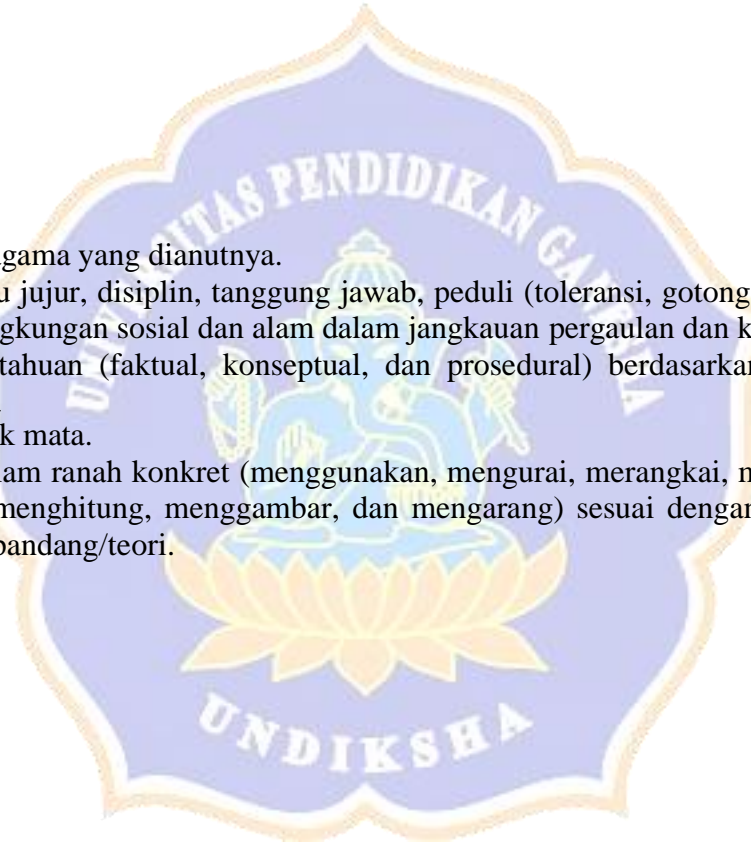 UNIVERSITAS PENDIDIKAN GANESHA
gama yang dianutnya.
u jujur, disiplin, tanggung jawab, peduli (toleransi, gotong
gkungan sosial dan alam dalam jangkauan pergaulan dan k
tahuan (faktual, konseptual, dan prosedural) berdasarkan
k mata.
lam ranah konkret (menggunakan, mengurai, merangkai, m
menghitung, menggambar, dan mengarang) sesuai dengan
pandang/teori.
UNDIKSHA